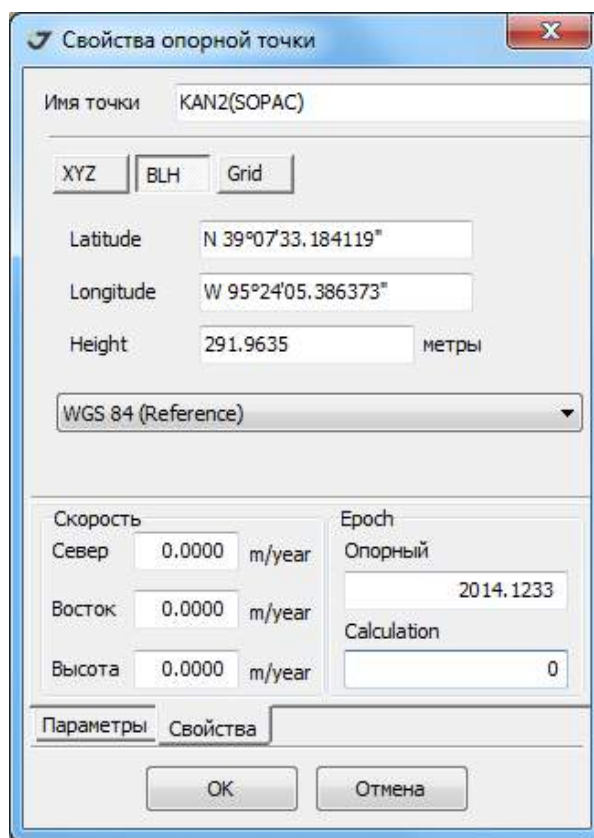 Свойства опорной точки
Имя точки KAN2(SOPAC)
XYZ BLH Grid
Latitude N 39°07'33.184119"
Longitude W 95°24'05.386373"
Height 291.9635 метры
WGS 84 (Reference)
Скорость
Север 0.0000 m/year
Восток 0.0000 m/year
Высота 0.0000 m/year
Epoch
Опорный
2014.1233
Calculation
0
Параметры Свойства
OK Отмена